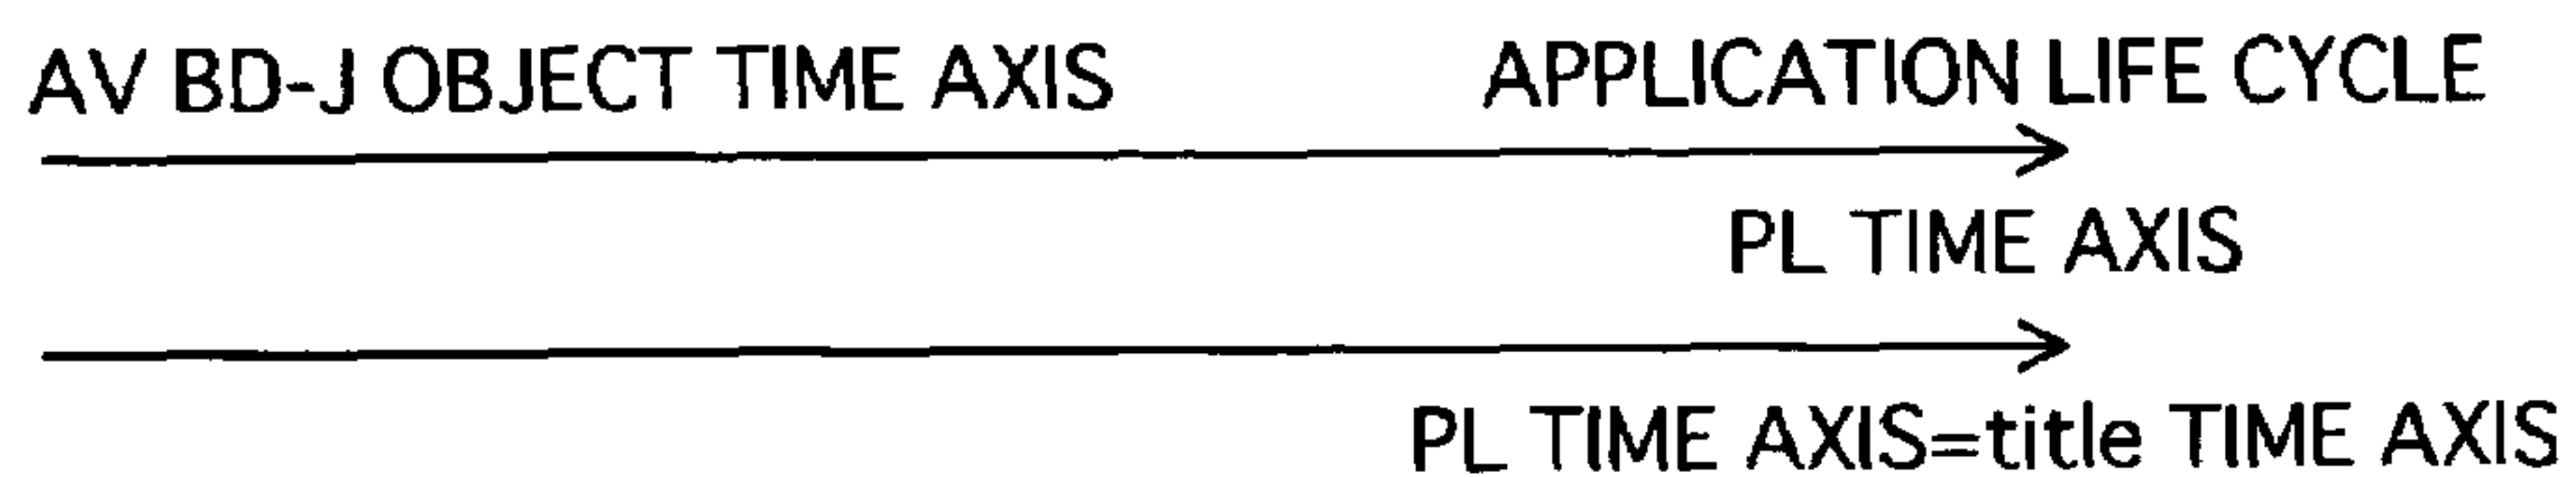 AV BD-J OBJECT TIME AXIS
APPLICATION LIFE CYCLE
PL TIME AXIS
PL TIME AXIS=title TIME AXIS